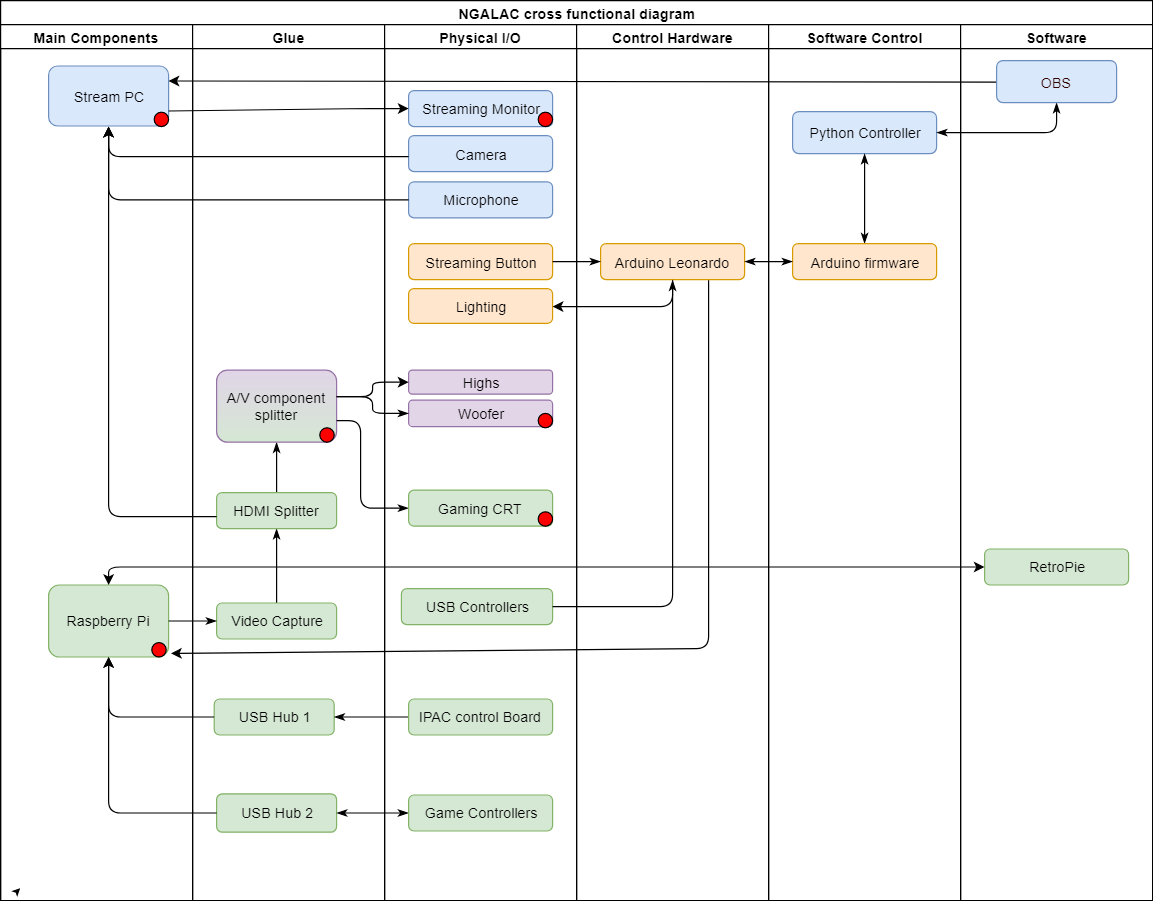 NGALAC cross functional diagram
Main Components
Glue
Physical I/O
Control Hardware
Software Control
Software
Stream PC
OBS
Streaming Monitor
Python Controller
Camera
Microphone
Streaming Button
Arduino Leonardo
Arduino firmware
Lighting
A/V component
splitter
Highs
Woofer
HDMI Splitter
Gaming CRT
RetroPie
Raspberry Pi
Video Capture
USB Controllers
USB Hub 1
IPAC control Board
USB Hub 2
Game Controllers